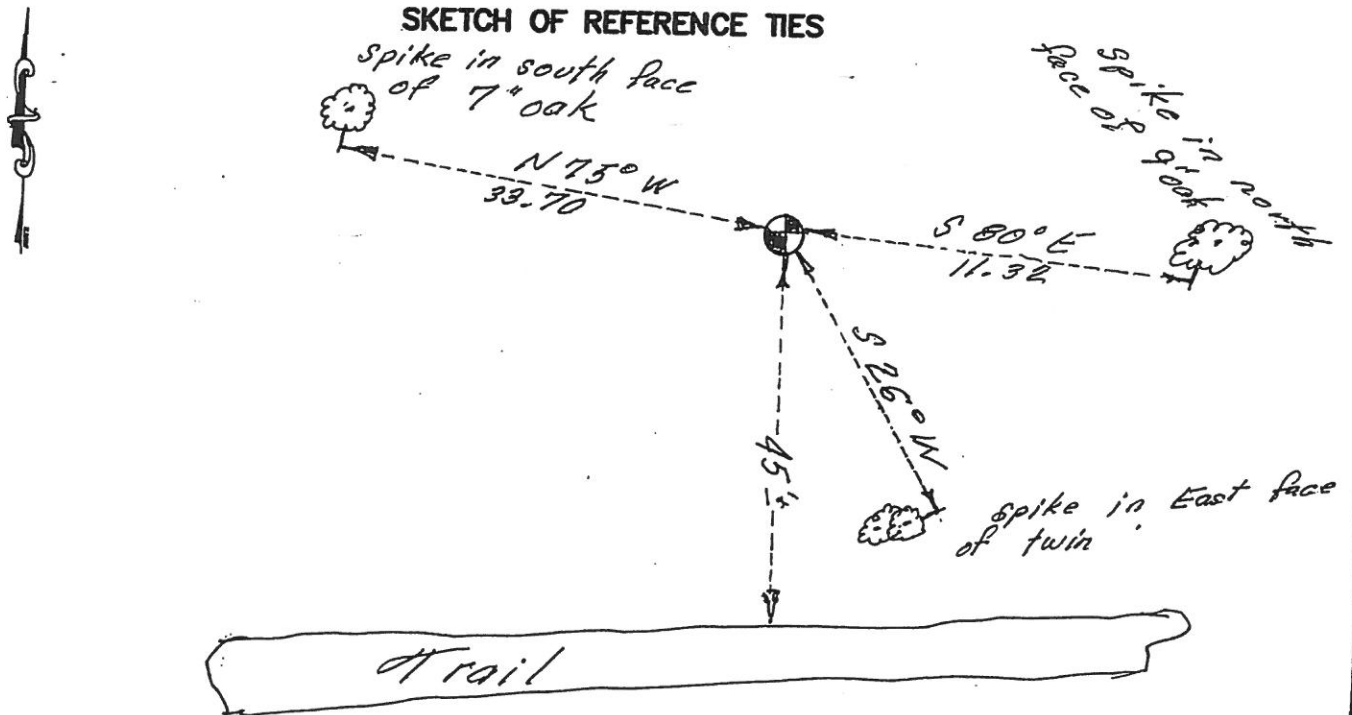 SKETCH OF REFERENCE TIES
spike in south face
of 7" oak
Spike in north
face of 9" oak
N 75° W
33.70
S 80° E
11.32
S 26° W
45'±
spike in East face
of twin
Trail